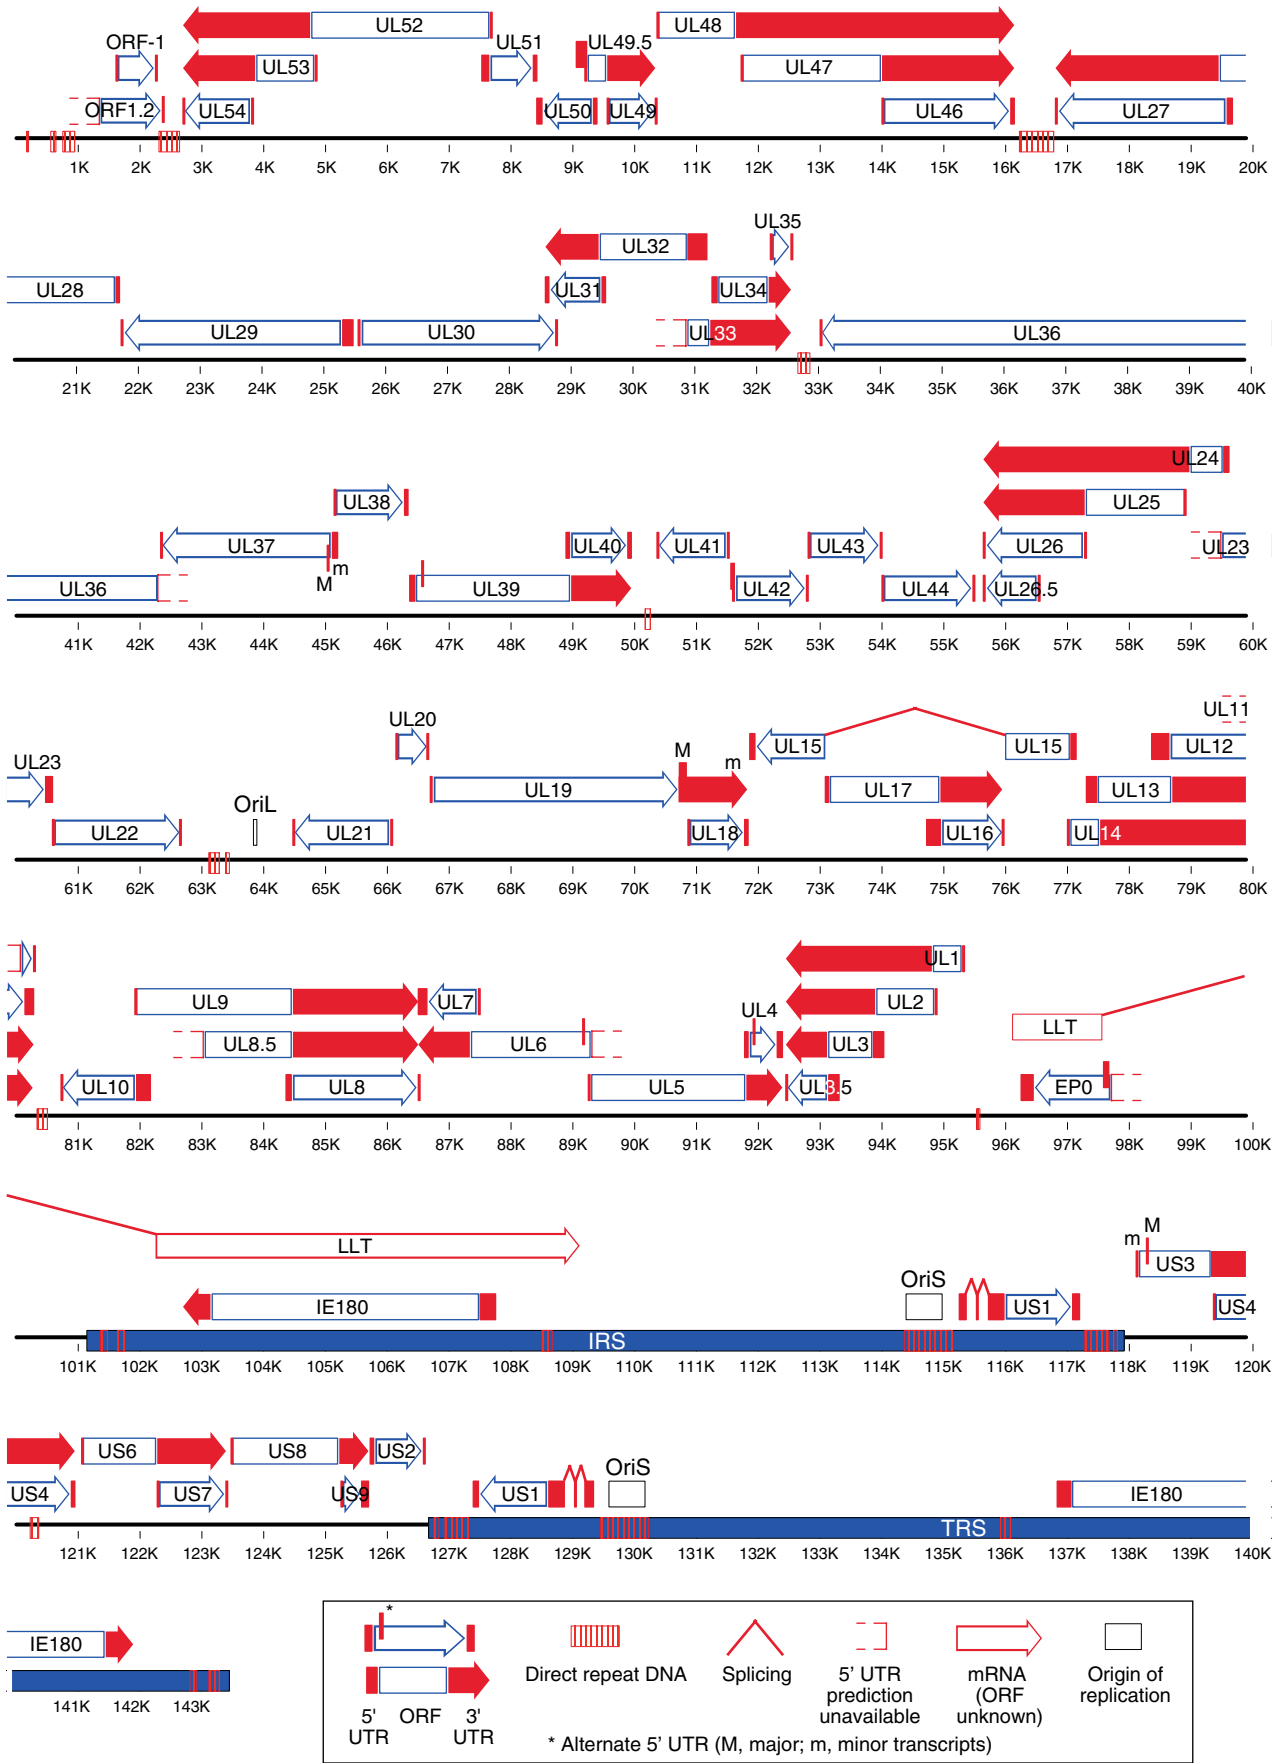 UL52 UL48
ORF-1 UL51 UL49.5
UL53 UL47
ORF1.2 UL54 UL50 UL49 UL46 UL27
1K 2K 3K 4K 5K 6K 7K 8K 9K 10K 11K 12K 13K 14K 15K 16K 17K 18K 19K 20K
UL35
UL32
UL28 UL31 UL34
UL29 UL30 UL33 UL36
21K 22K 23K 24K 25K 26K 27K 28K 29K 30K 31K 32K 33K 34K 35K 36K 37K 38K 39K 40K
UL24
UL38 UL25
UL37 UL40 UL41 UL43 UL26 UL23
M m
UL36 UL39 UL42 UL44 UL26.5
41K 42K 43K 44K 45K 46K 47K 48K 49K 50K 51K 52K 53K 54K 55K 56K 57K 58K 59K 60K
UL11
UL20
UL15 UL15 UL12
M m
UL23 UL19 UL17 UL13
OriL
UL22 UL21 UL18 UL16 UL14
61K 62K 63K 64K 65K 66K 67K 68K 69K 70K 71K 72K 73K 74K 75K 76K 77K 78K 79K 80K
UL1
UL9 UL7 UL4 UL2
LLT
UL8.5 UL6 UL3
UL10 UL8 UL5 UL3.5 EP0
81K 82K 83K 84K 85K 86K 87K 88K 89K 90K 91K 92K 93K 94K 95K 96K 97K 98K 99K 100K
M
m
LLT US3
OriS
IE180 US1 US4
IRS
101K 102K 103K 104K 105K 106K 107K 108K 109K 110K 111K 112K 113K 114K 115K 116K 117K 118K 119K 120K
US6 US8 US2
OriS
US4 US7 US9 US1 IE180
TRS
121K 122K 123K 124K 125K 126K 127K 128K 129K 130K 131K 132K 133K 134K 135K 136K 137K 138K 139K 140K
IE180
141K 142K 143K
*
5' UTR
ORF
3' UTR
Direct repeat DNA
Splicing
5' UTR
prediction
unavailable
mRNA
(ORF
unknown)
Origin of
replication
* Alternate 5' UTR (M, major; m, minor transcripts)